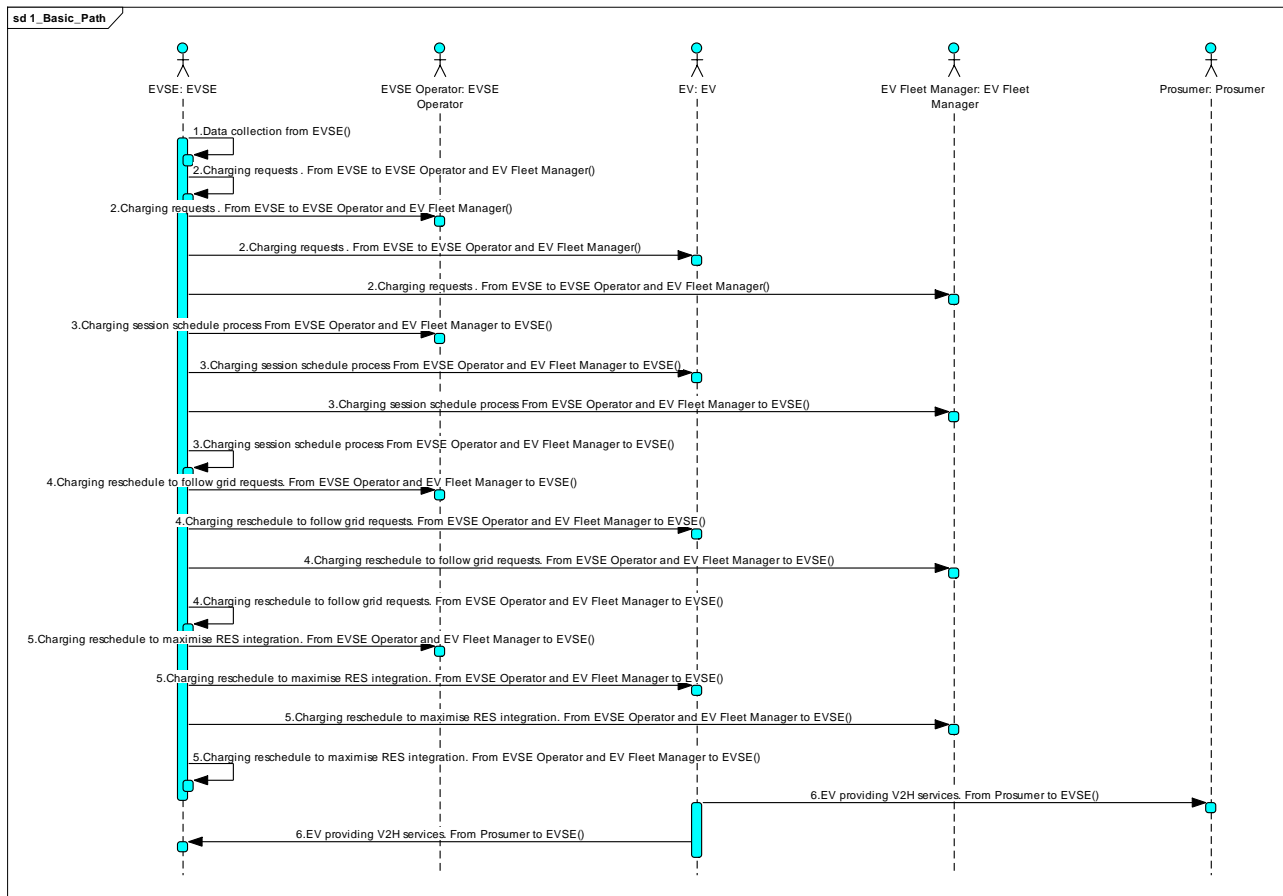 sd 1_Basic_Path
EVSE: EVSE
EVSE Operator: EVSE
Operator
EV: EV
EV Fleet Manager: EV Fleet
Manager
Prosumer: Prosumer
1.Data collection from EVSE()
2.Charging requests . From EVSE to EVSE Operator and EV Fleet Manager()
2.Charging requests . From EVSE to EVSE Operator and EV Fleet Manager()
2.Charging requests . From EVSE to EVSE Operator and EV Fleet Manager()
2.Charging requests . From EVSE to EVSE Operator and EV Fleet Manager()
3.Charging session schedule process From EVSE Operator and EV Fleet Manager to EVSE()
3.Charging session schedule process From EVSE Operator and EV Fleet Manager to EVSE()
3.Charging session schedule process From EVSE Operator and EV Fleet Manager to EVSE()
3.Charging session schedule process From EVSE Operator and EV Fleet Manager to EVSE()
4.Charging reschedule to follow grid requests. From EVSE Operator and EV Fleet Manager to EVSE()
4.Charging reschedule to follow grid requests. From EVSE Operator and EV Fleet Manager to EVSE()
4.Charging reschedule to follow grid requests. From EVSE Operator and EV Fleet Manager to EVSE()
4.Charging reschedule to follow grid requests. From EVSE Operator and EV Fleet Manager to EVSE()
5.Charging reschedule to maximise RES integration. From EVSE Operator and EV Fleet Manager to EVSE()
5.Charging reschedule to maximise RES integration. From EVSE Operator and EV Fleet Manager to EVSE()
5.Charging reschedule to maximise RES integration. From EVSE Operator and EV Fleet Manager to EVSE()
5.Charging reschedule to maximise RES integration. From EVSE Operator and EV Fleet Manager to EVSE()
6.EV providing V2H services. From Prosumer to EVSE()
6.EV providing V2H services. From Prosumer to EVSE()